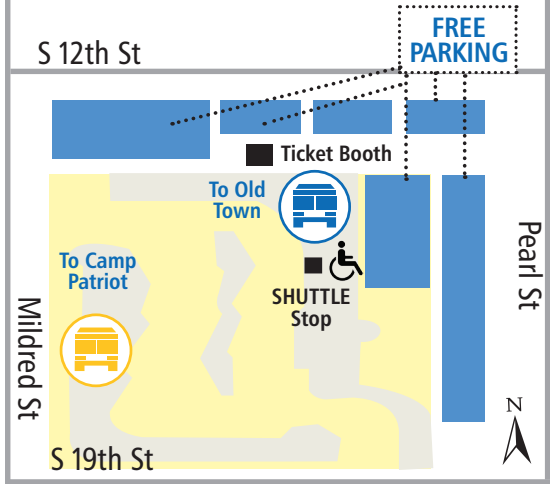 FREE
PARKING
S 12th St
Ticket Booth
To Old
Town
To Camp
Patriot
SHUTTLE
Stop
Mildred St
Pearl St
N
S 19th St